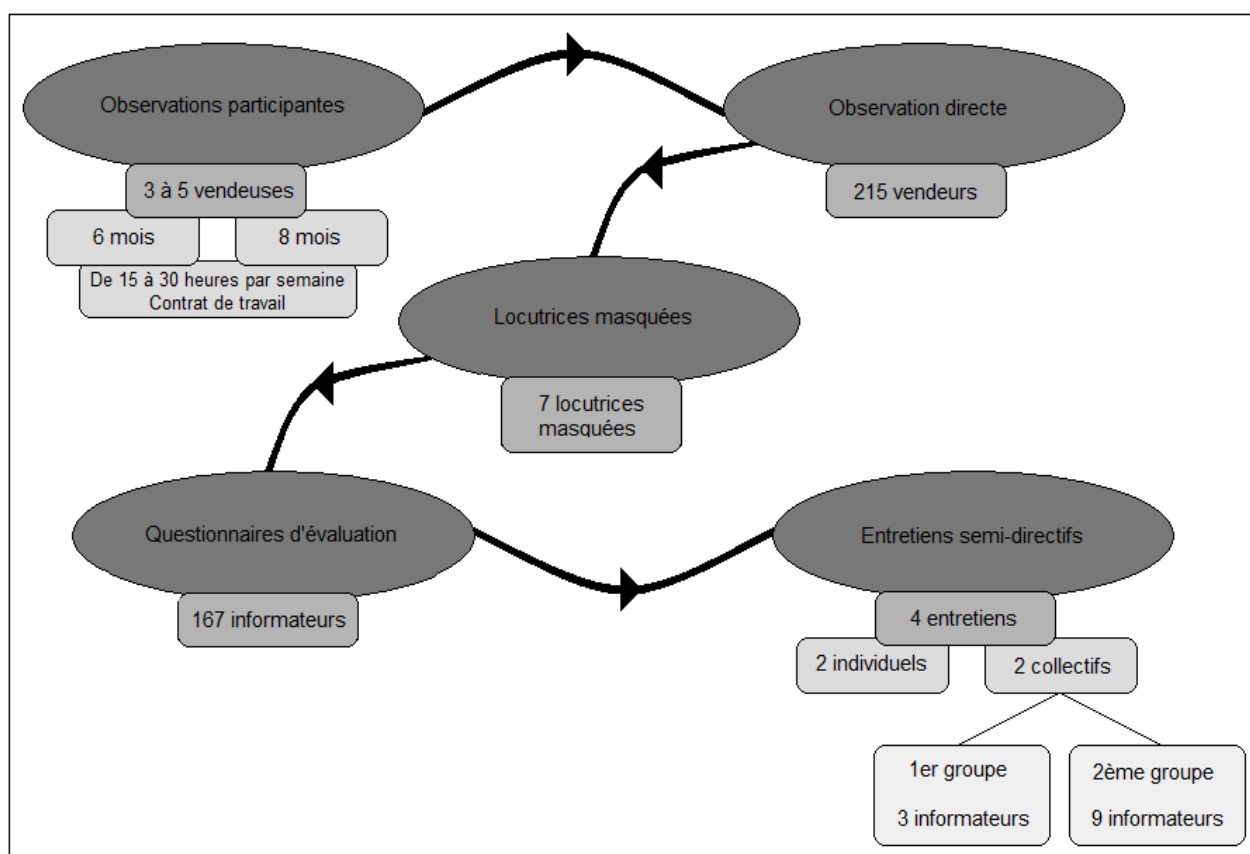 Observations participantes
3 à 5 vendeuses
6 mois
8 mois
De 15 à 30 heures par semaine
Contrat de travail
Observation directe
215 vendeurs
Locutrices masquées
7 locutrices
masquées
Questionnaires d'évaluation
167 informateurs
Entretiens semi-directifs
4 entretiens
2 individuels
2 collectifs
1er groupe
3 informateurs
2ème groupe
9 informateurs